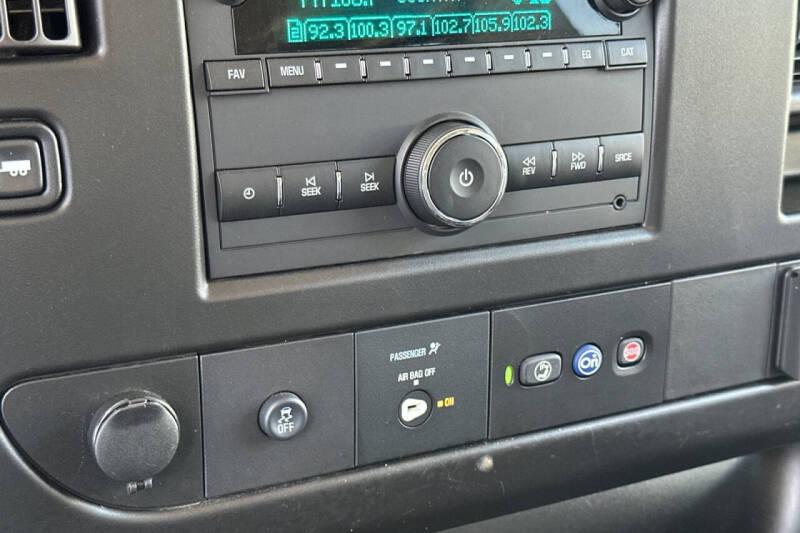 92.3 100.3 97.1 102.7 105.9 102.3
FAV MENU EQ CAT
SEEK SEEK REV FWD SRCE
PASSENGER
AIR BAG OFF
ON
OFF
On